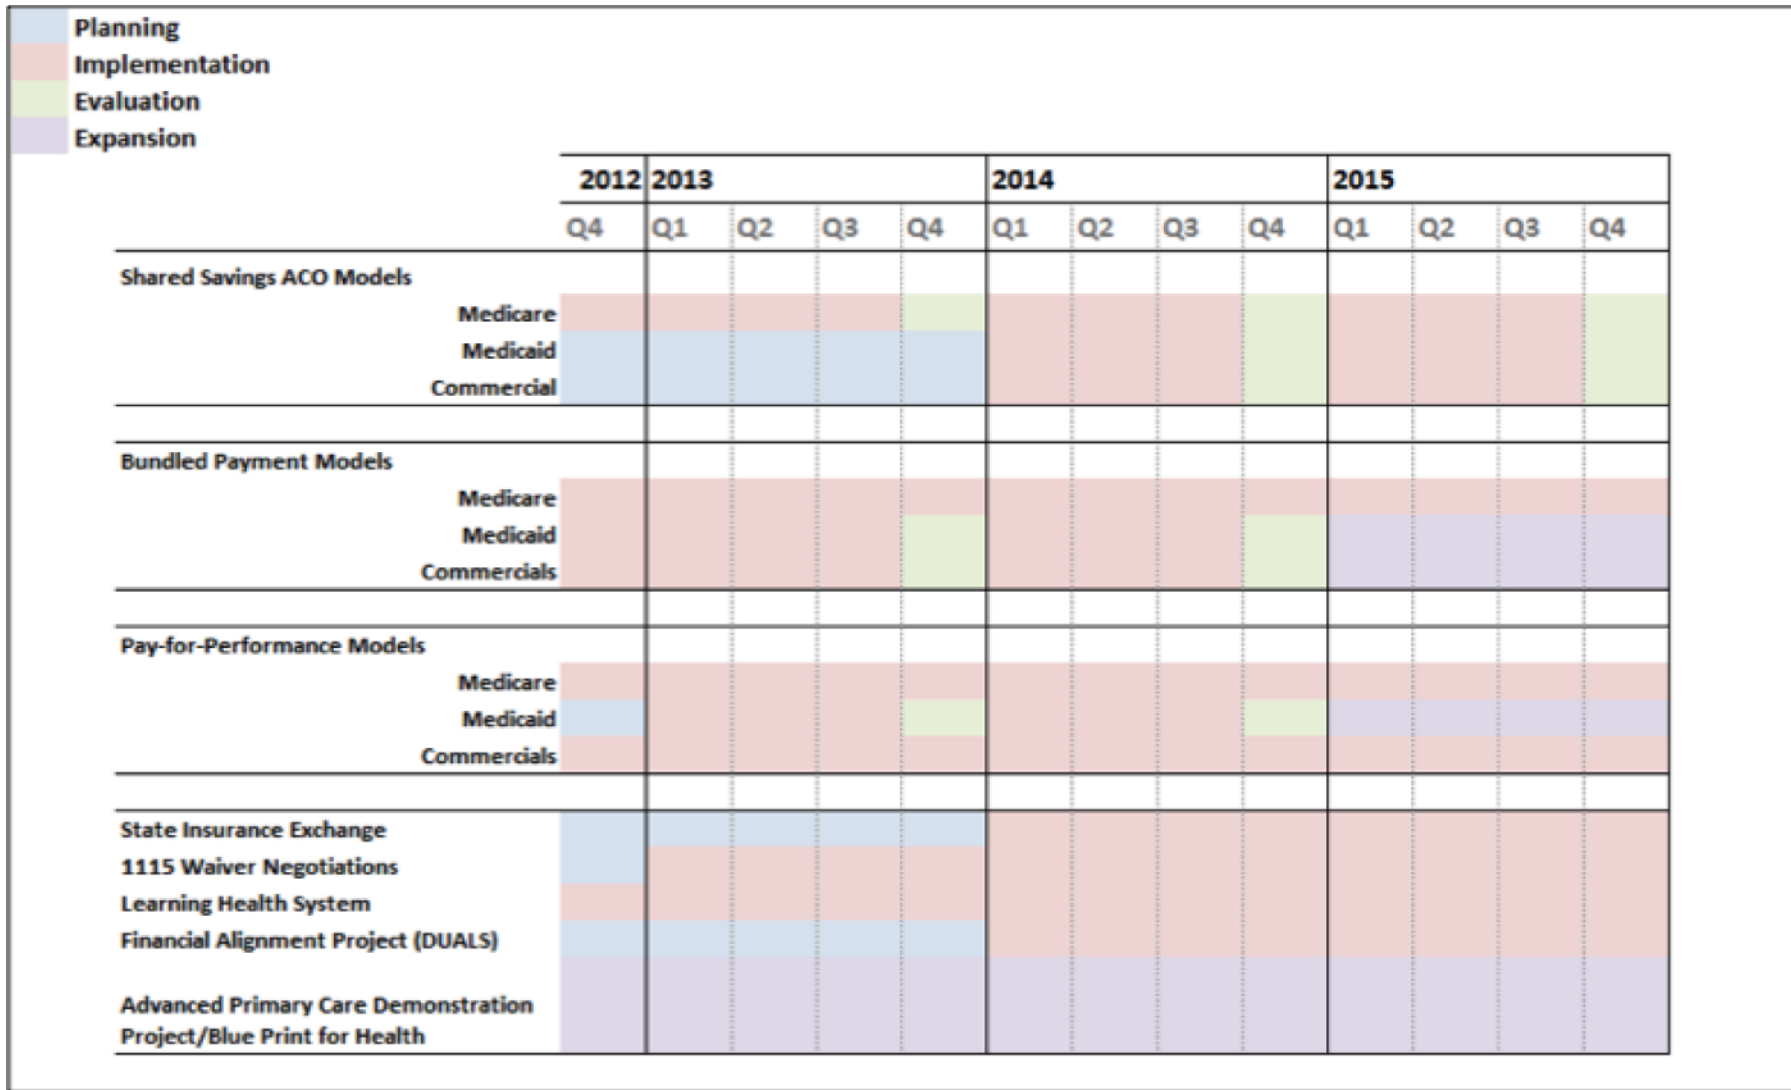 Planning
Implementation
Evaluation
Expansion
2012 2013 2014 2015
Q4 Q1 Q2 Q3 Q4 Q1 Q2 Q3 Q4 Q1 Q2 Q3 Q4
Shared Savings ACO Models
Medicare
Medicaid
Commercial
Bundled Payment Models
Medicare
Medicaid
Commercials
Pay-for-Performance Models
Medicare
Medicaid
Commercials
State Insurance Exchange
1115 Waiver Negotiations
Learning Health System
Financial Alignment Project (DUALS)
Advanced Primary Care Demonstration
Project/Blue Print for Health